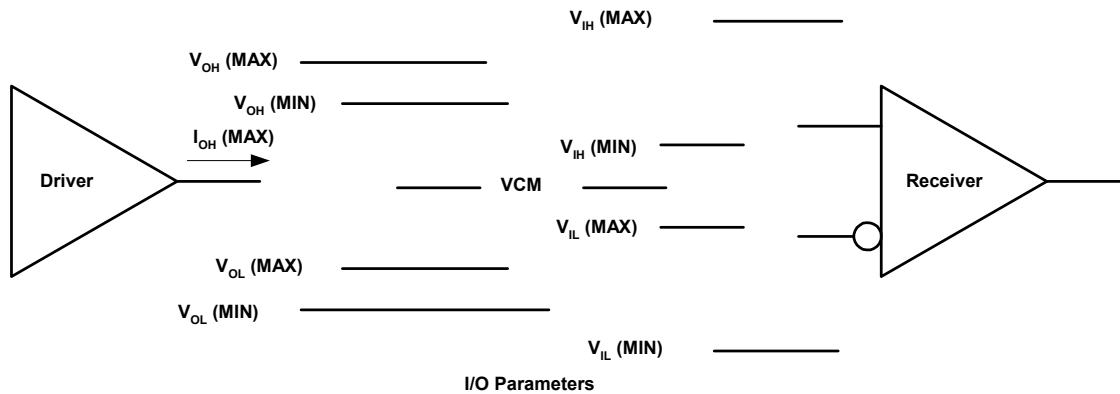 V_IH (MAX)
V_OH (MAX)
V_OH (MIN)
I_OH (MAX)
V_IH (MIN)
Driver
VCM
Receiver
V_IL (MAX)
V_OL (MAX)
V_OL (MIN)
V_IL (MIN)
I/O Parameters